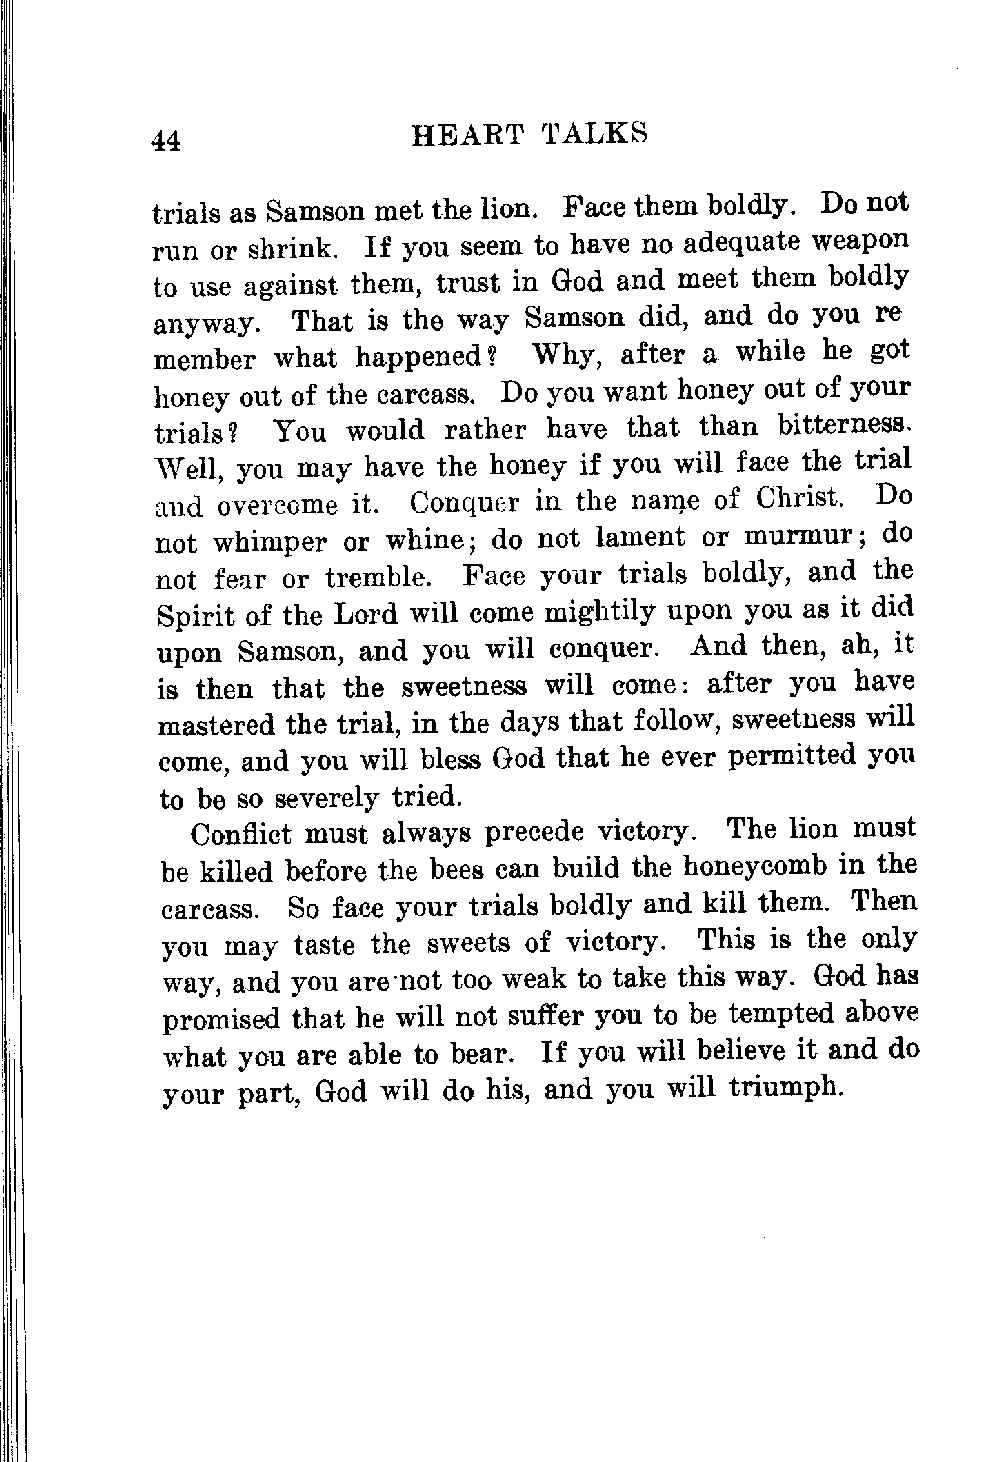 44 HEART TALKS
trials as Samson met the lion. Face them boldly. Do not
run or shrink. If you seem to have no adequate weapon
to use against them, trust in God and meet them boldly
anyway. That is the way Samson did, and do you re
member what happened? Why, after a while he got
honey out of the carcass. Do you want honey out of your
trials? You would rather have that than bitterness.
Well, you may have the honey if you will face the trial
and overcome it. Conquer in the name of Christ. Do
not whimper or whine; do not lament or murmur; do
not fear or tremble. Face your trials boldly, and the
Spirit of the Lord will come mightily upon you as it did
upon Samson, and you will conquer. And then, ah, it
is then that the sweetness will come: after you have
mastered the trial, in the days that follow, sweetness will
come, and you will bless God that he ever permitted you
to be so severely tried.
Conflict must always precede victory. The lion must
be killed before the bees can build the honeycomb in the
carcass. So face your trials boldly and kill them. Then
you may taste the sweets of victory. This is the only
way, and you are not too weak to take this way. God has
promised that he will not suffer you to be tempted above
what you are able to bear. If you will believe it and do
your part, God will do his, and you will triumph.